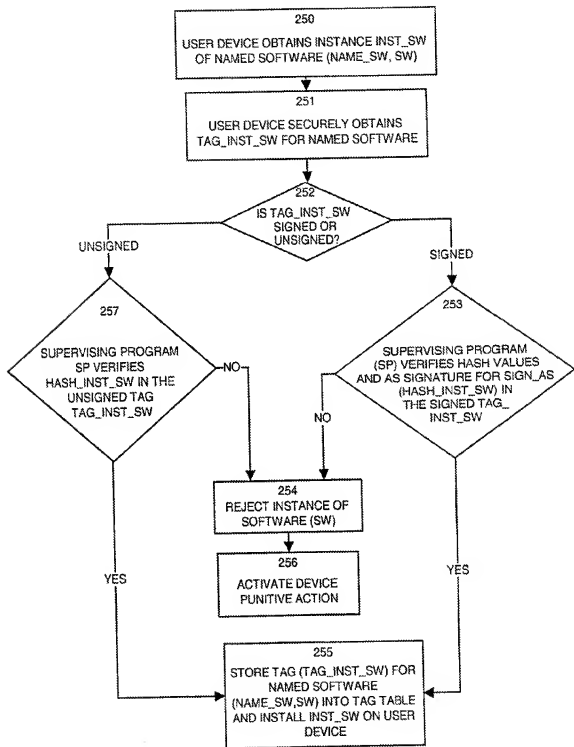 250
USER DEVICE OBTAINS INSTANCE INST_SW
OF NAMED SOFTWARE (NAME_SW, SW)
251
USER DEVICE SECURELY OBTAINS
TAG_INST_SW FOR NAMED SOFTWARE
252
IS TAG_INST_SW
SIGNED OR
UNSIGNED?
UNSIGNED
SIGNED
257
SUPERVISING PROGRAM
SP VERIFIES
HASH_INST_SW IN THE
UNSIGNED TAG
TAG_INST_SW
NO
253
SUPERVISING PROGRAM
(SP) VERIFIES HASH VALUES
AND AS SIGNATURE FOR SIGN_AS
(HASH_INST_SW) IN
THE SIGNED TAG_
INST_SW
NO
254
REJECT INSTANCE OF
SOFTWARE (SW)
256
ACTIVATE DEVICE
PUNITIVE ACTION
YES
YES
255
STORE TAG (TAG_INST_SW) FOR
NAMED SOFTWARE
(NAME_SW,SW) INTO TAG TABLE
AND INSTALL INST_SW ON USER
DEVICE